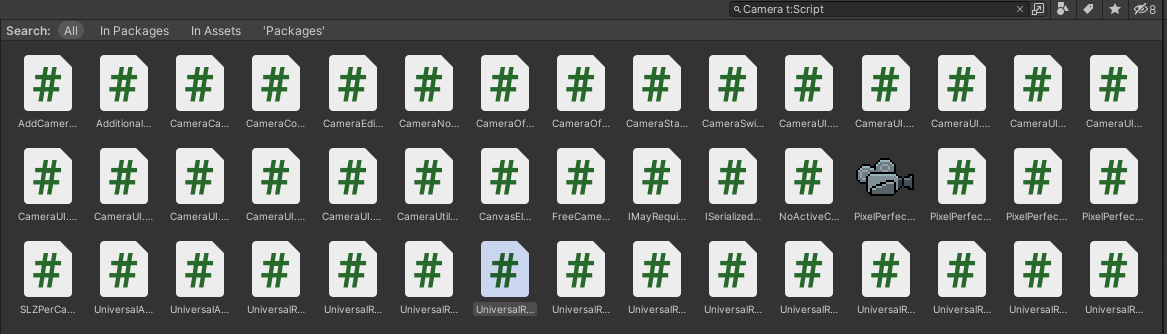 Camera t:Script 8
Search: All In Packages In Assets 'Packages'
AddCamer... Additional... CameraCa... CameraCo... CameraEdi... CameraNo... CameraOf... CameraOf... CameraSta... CameraSwi... CameraUI.... CameraUI.... CameraUI.... CameraUI... CameraUI...
CameraUI.... CameraUI.... CameraUI.... CameraUI.... CameraUI.... CameraUtil... CanvasEl... FreeCame... IMayRequi... ISerialized... NoActiveC... PixelPerfec... PixelPerfec... PixelPerfec... PixelPerfec...
SLZPerCa... UniversalA... UniversalA... UniversalR... UniversalR... UniversalR... UniversalR... UniversalR... UniversalR... UniversalR... UniversalR... UniversalR... UniversalR... UniversalR... UniversalR...